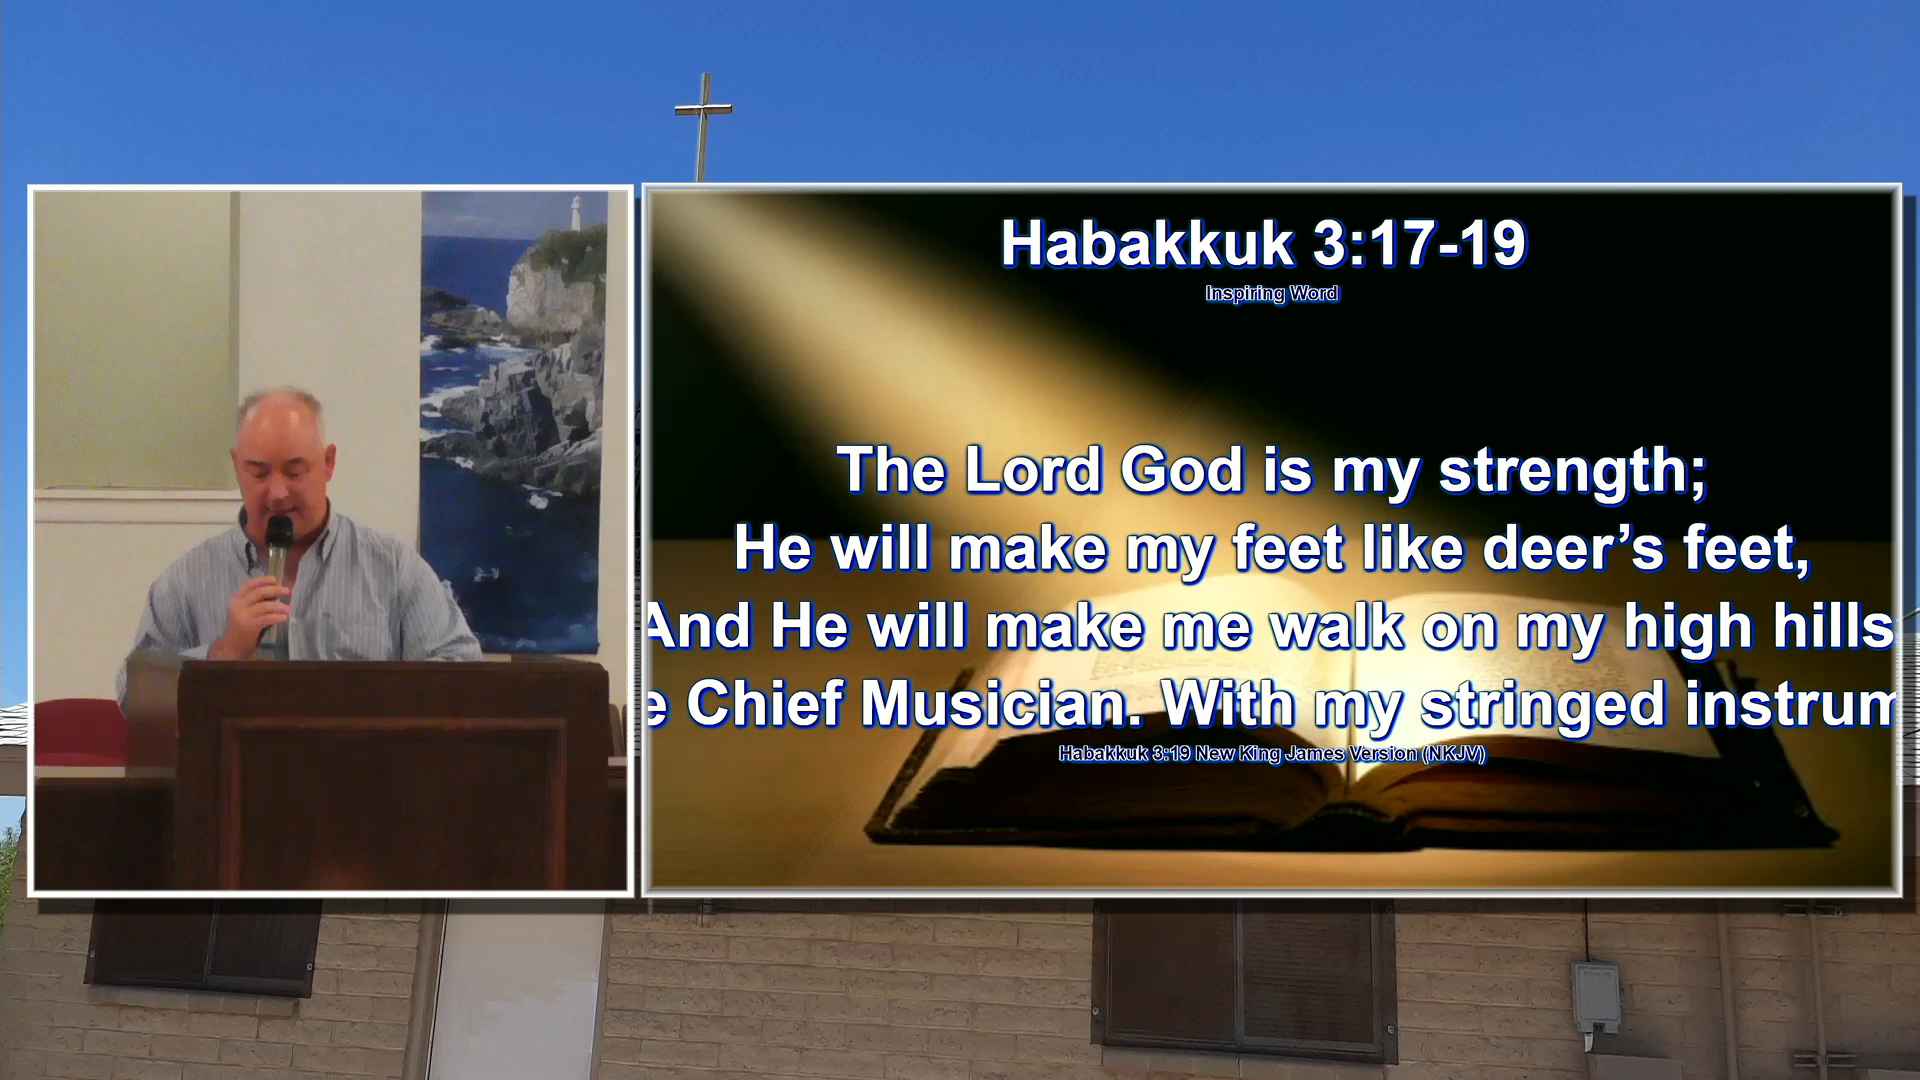 Habakkuk 3:17-19
Inspiring Word
The Lord God is my strength;
He will make my feet like deer’s feet,
And He will make me walk on my high hills
e Chief Musician. With my stringed instrum
Habakkuk 3:19 New King James Version (NKJV)